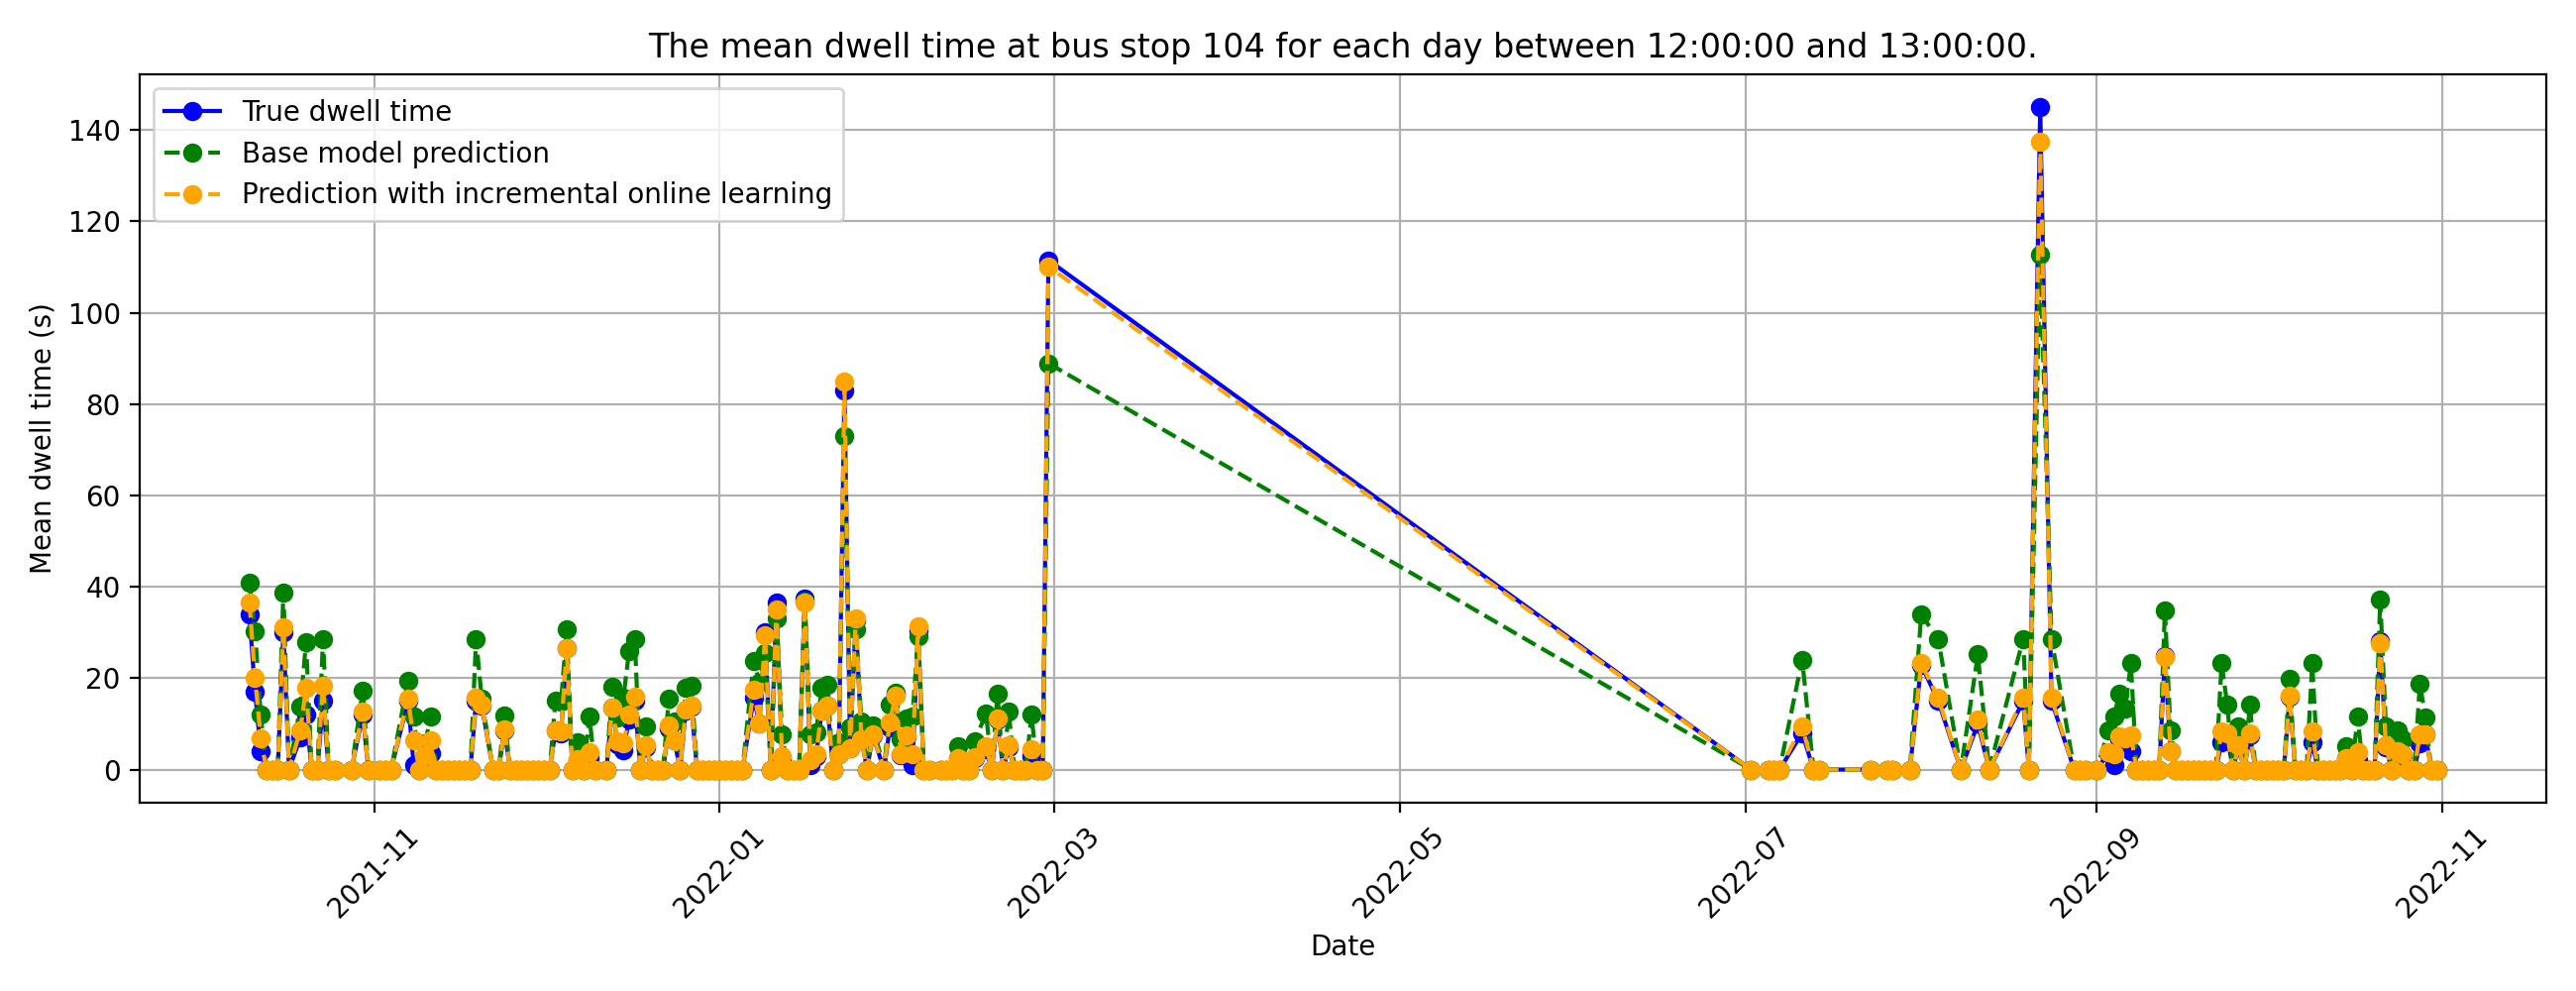 The mean dwell time at bus stop 104 for each day between 12:00:00 and 13:00:00.
True dwell time
Base model prediction
Prediction with incremental online learning
Mean dwell time (s)
140
120
100
80
60
40
20
0
2021-11
2022-01
2022-03
2022-05
2022-07
2022-09
2022-11
Date